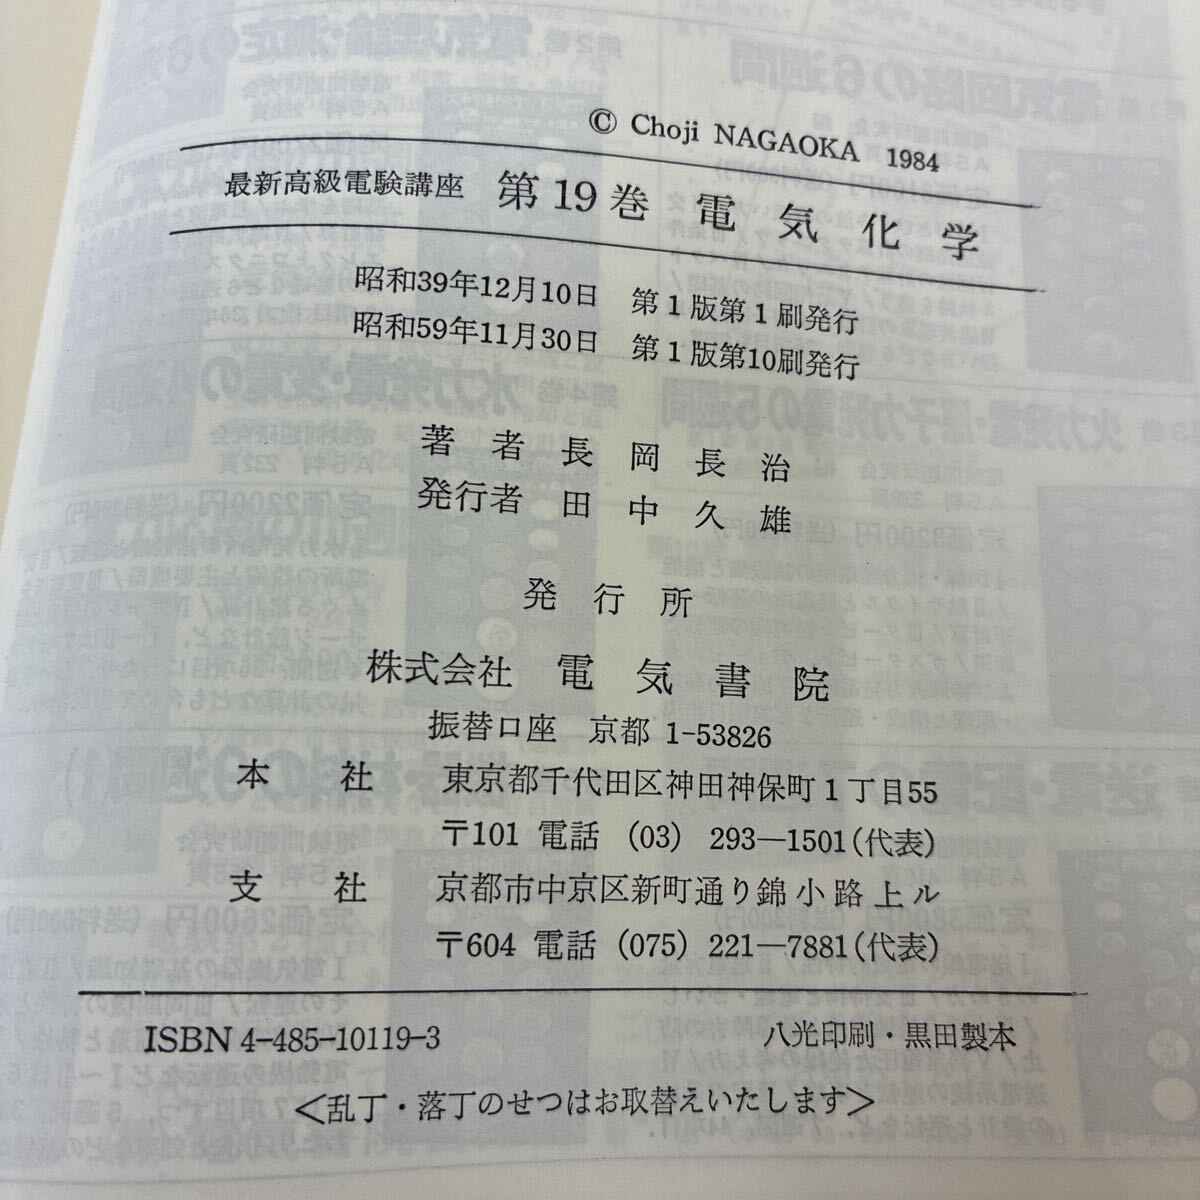 © Choji NAGAOKA 1984
最新高級電験講座 第19巻 電気化学
昭和39年12月10日 第1版第1刷発行
昭和59年11月30日 第1版第10刷発行
著者 長岡長治
発行者 田中久雄
発行所
株式会社 電気書院
振替口座 京都 1-53826
本社 東京都千代田区神田神保町1丁目55
〒101 電話 (03) 293―1501(代表)
支社 京都市中京区新町通り錦小路上ル
〒604 電話 (075) 221―7881(代表)
ISBN 4-485-10119-3 八光印刷・黒田製本
<乱丁・落丁のせつはお取替えいたします>